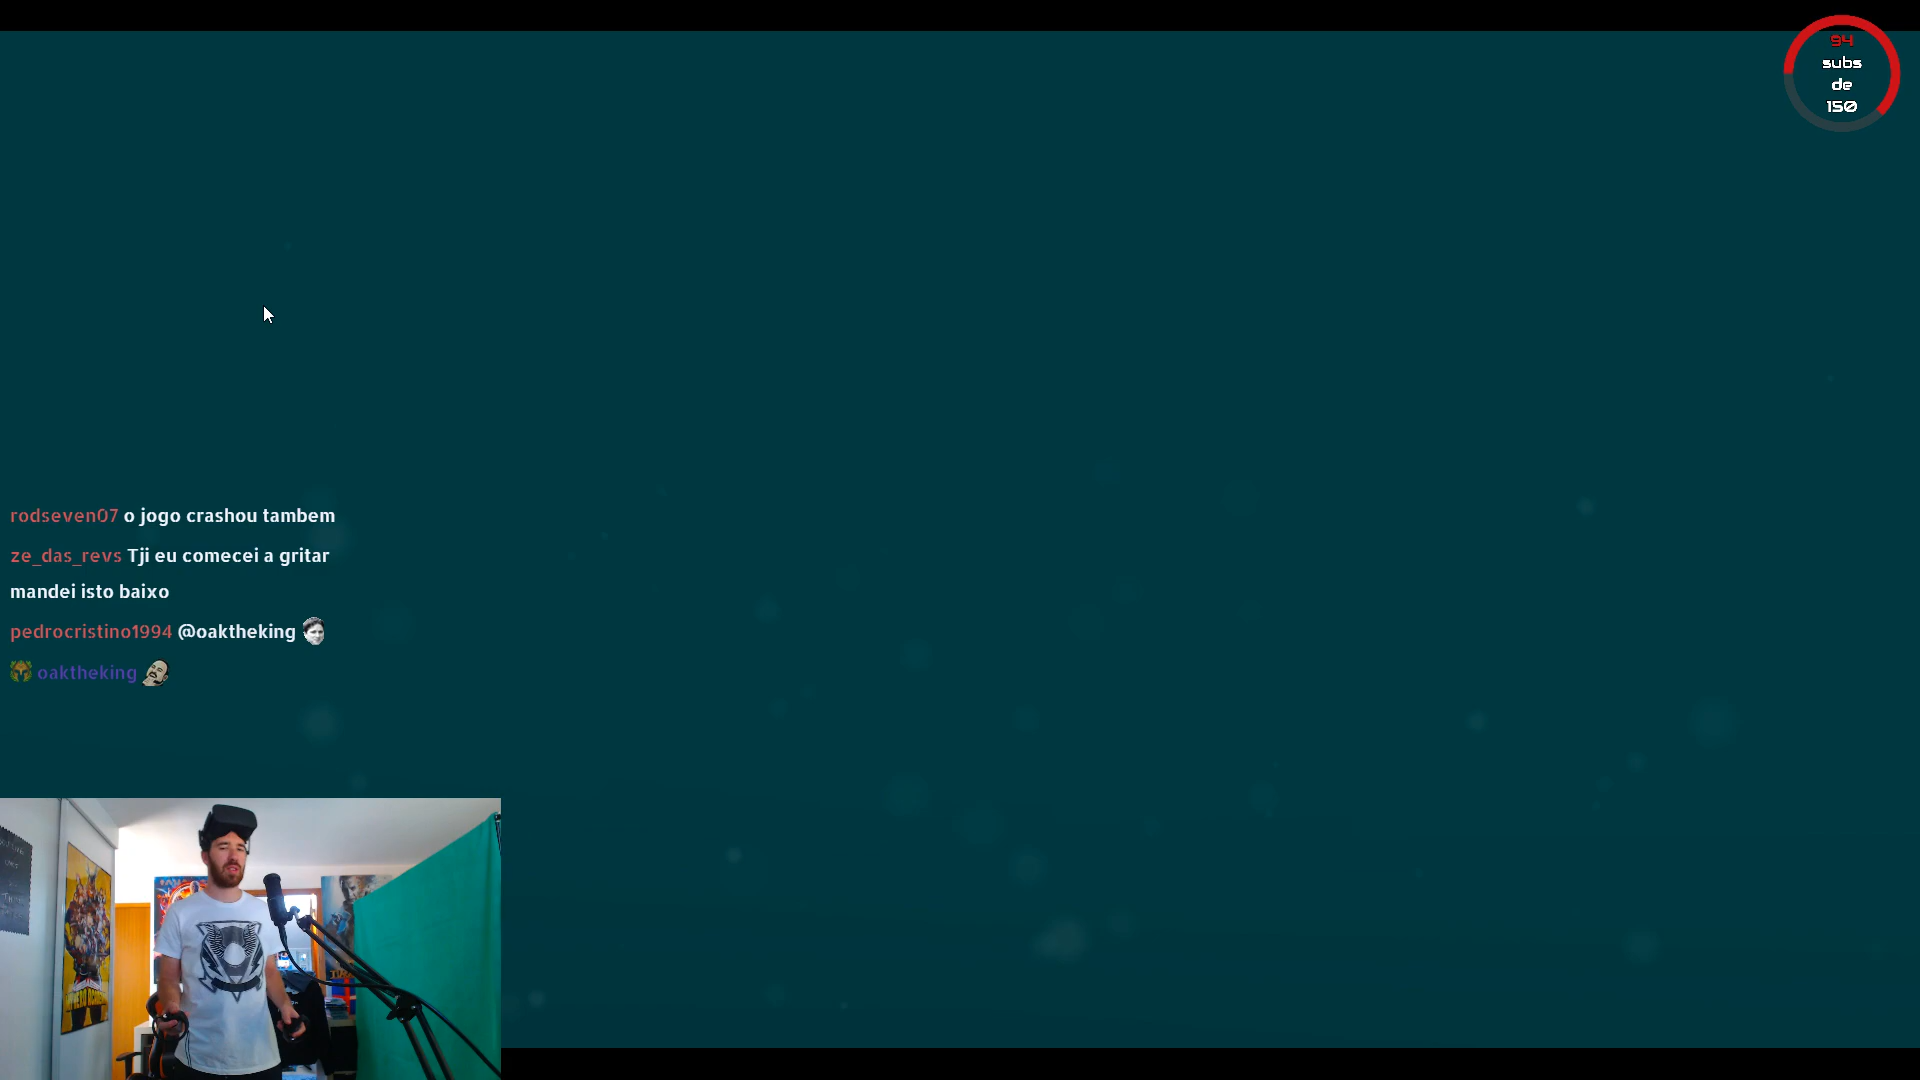 94
subs
de
150
rodseven07 o jogo crashou tambem
ze_das_revs Tji eu comecei a gritar
mandei isto baixo
pedrocristino1994 @oaktheking
oaktheking